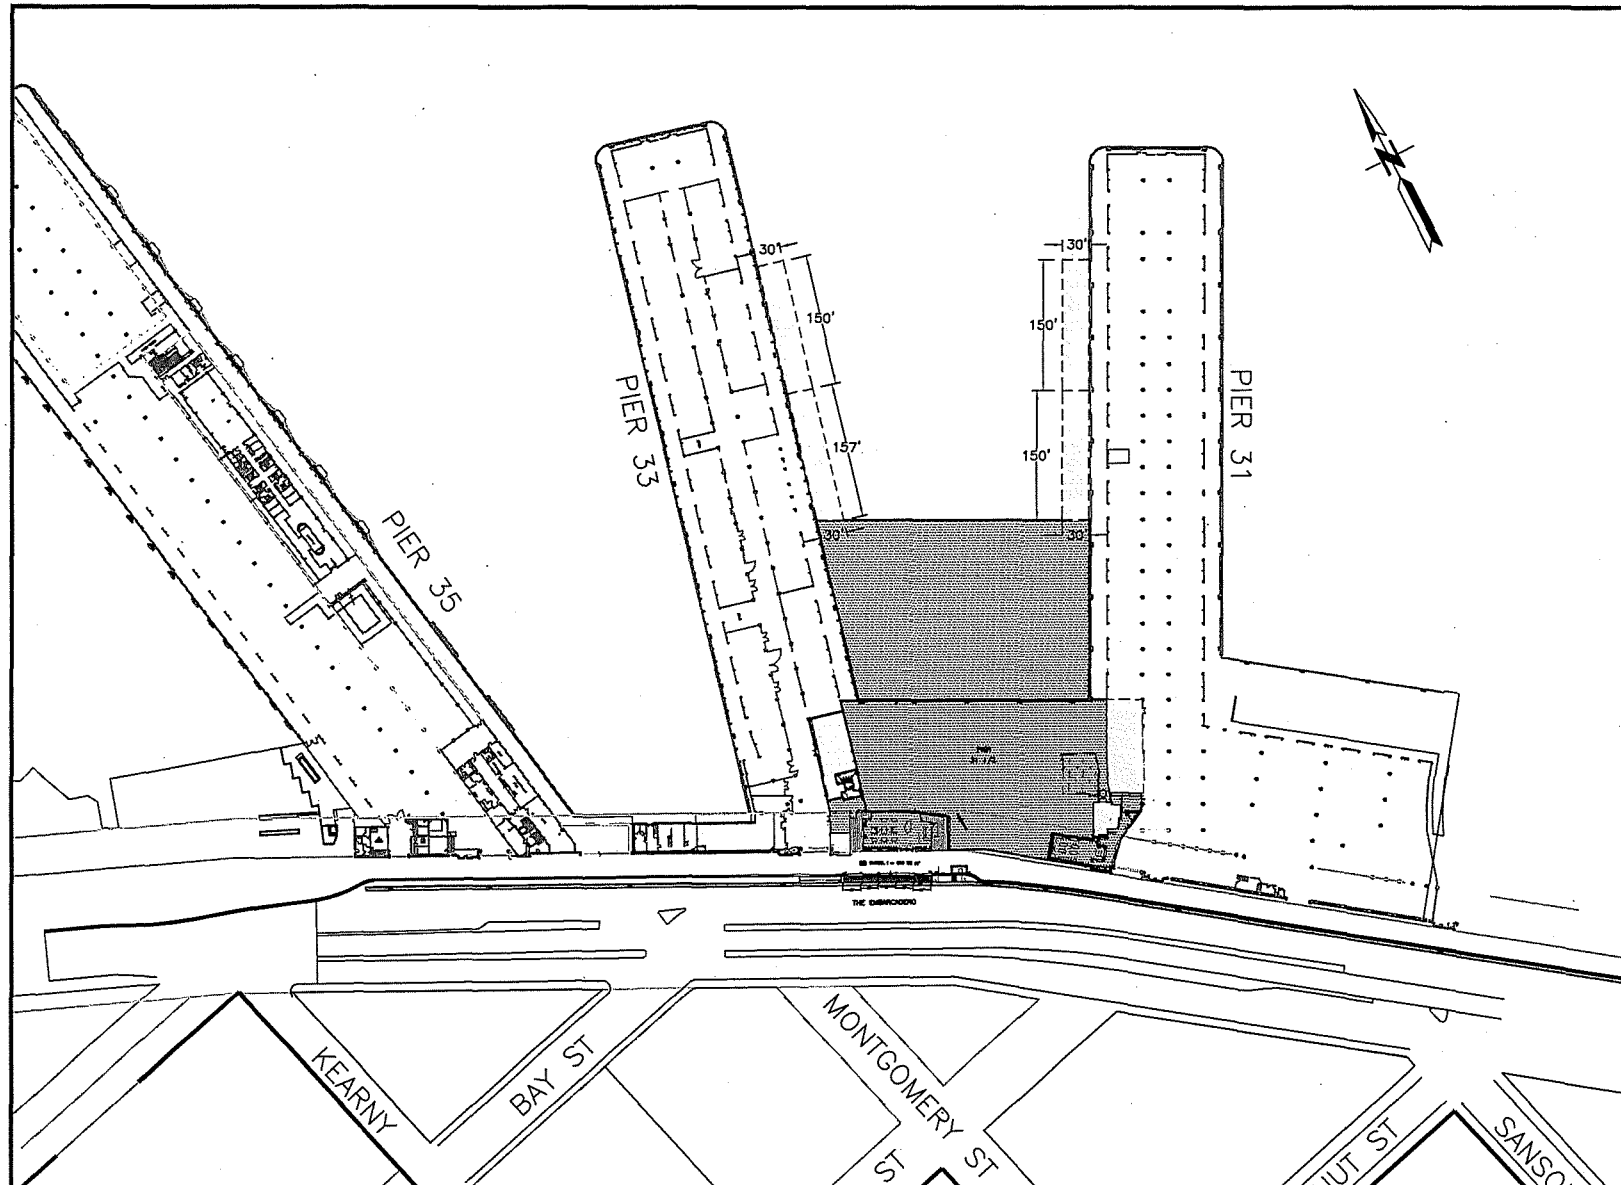 30'
30'
150'
150'
PIER 33
PIER 31
157'
150'
30'
30'
PIER 35
THE EMBARCADERO
KEARNY
BAY ST
MONTGOMERY ST
ST
UT ST
SANSO